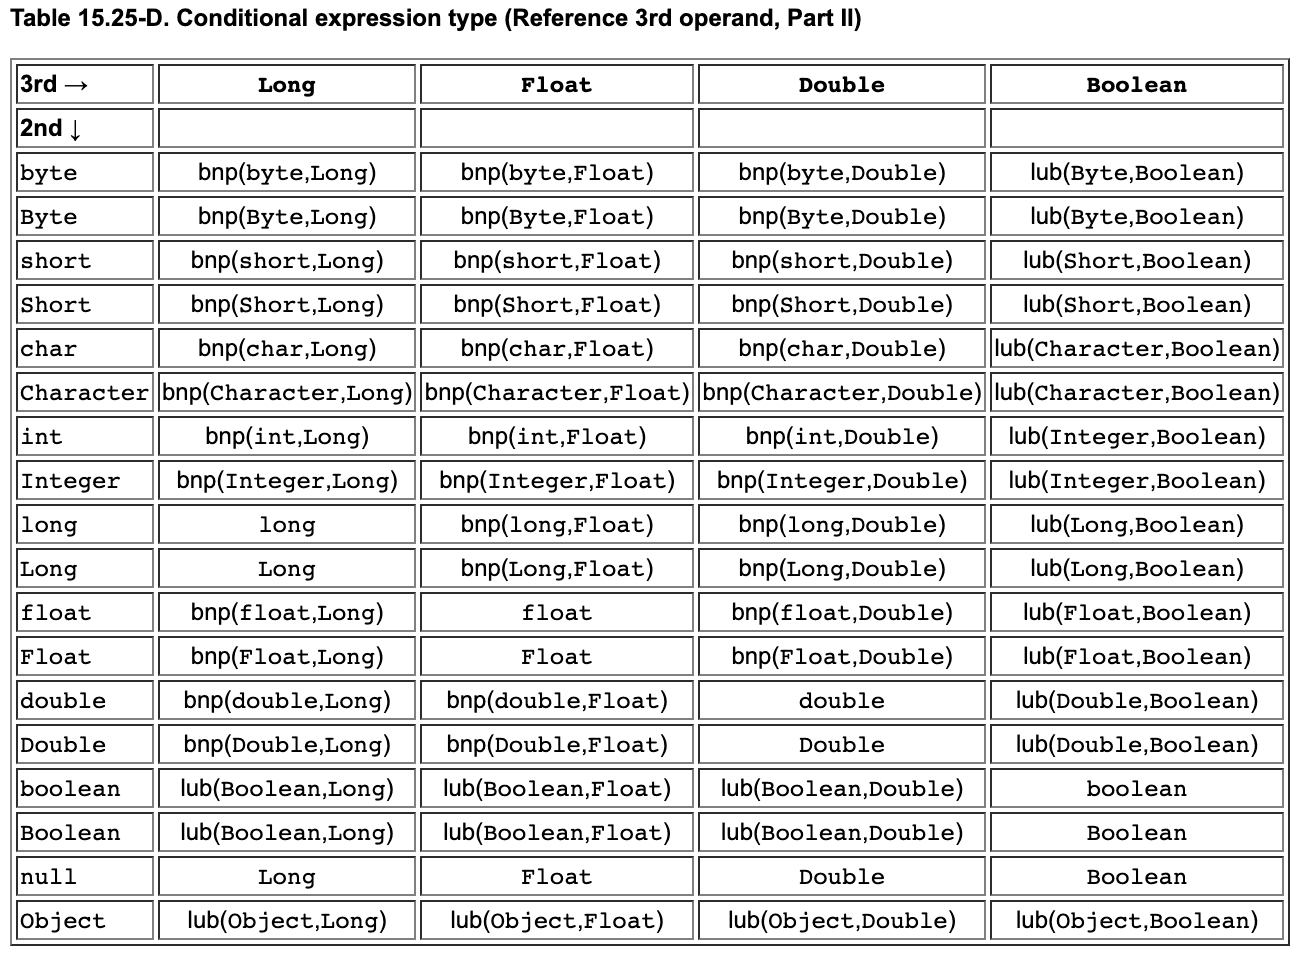 Table 15.25-D. Conditional expression type (Reference 3rd operand, Part II)
3rd → Long Float Double Boolean
2nd ↓
byte bnp(byte,Long) bnp(byte,Float) bnp(byte,Double) lub(Byte,Boolean)
Byte bnp(Byte,Long) bnp(Byte,Float) bnp(Byte,Double) lub(Byte,Boolean)
short bnp(short,Long) bnp(short,Float) bnp(short,Double) lub(Short,Boolean)
Short bnp(Short,Long) bnp(Short,Float) bnp(Short,Double) lub(Short,Boolean)
char bnp(char,Long) bnp(char,Float) bnp(char,Double) lub(Character,Boolean)
Character bnp(Character,Long) bnp(Character,Float) bnp(Character,Double) lub(Character,Boolean)
int bnp(int,Long) bnp(int,Float) bnp(int,Double) lub(Integer,Boolean)
Integer bnp(Integer,Long) bnp(Integer,Float) bnp(Integer,Double) lub(Integer,Boolean)
long long bnp(long,Float) bnp(long,Double) lub(Long,Boolean)
Long Long bnp(Long,Float) bnp(Long,Double) lub(Long,Boolean)
float bnp(float,Long) float bnp(float,Double) lub(Float,Boolean)
Float bnp(Float,Long) Float bnp(Float,Double) lub(Float,Boolean)
double bnp(double,Long) bnp(double,Float) double lub(Double,Boolean)
Double bnp(Double,Long) bnp(Double,Float) Double lub(Double,Boolean)
boolean lub(Boolean,Long) lub(Boolean,Float) lub(Boolean,Double) boolean
Boolean lub(Boolean,Long) lub(Boolean,Float) lub(Boolean,Double) Boolean
null Long Float Double Boolean
Object lub(Object,Long) lub(Object,Float) lub(Object,Double) lub(Object,Boolean)